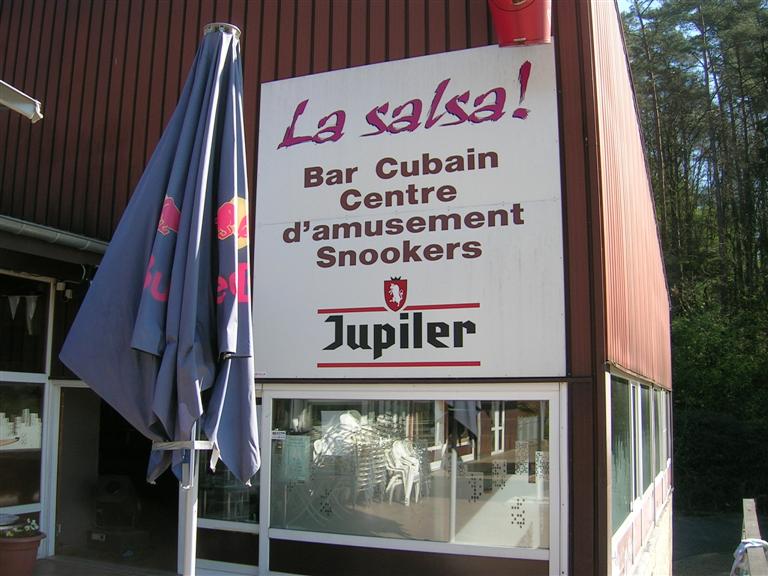 La salsa!
Bar Cubain
Centre
d'amusement
Snookers
Jupiler